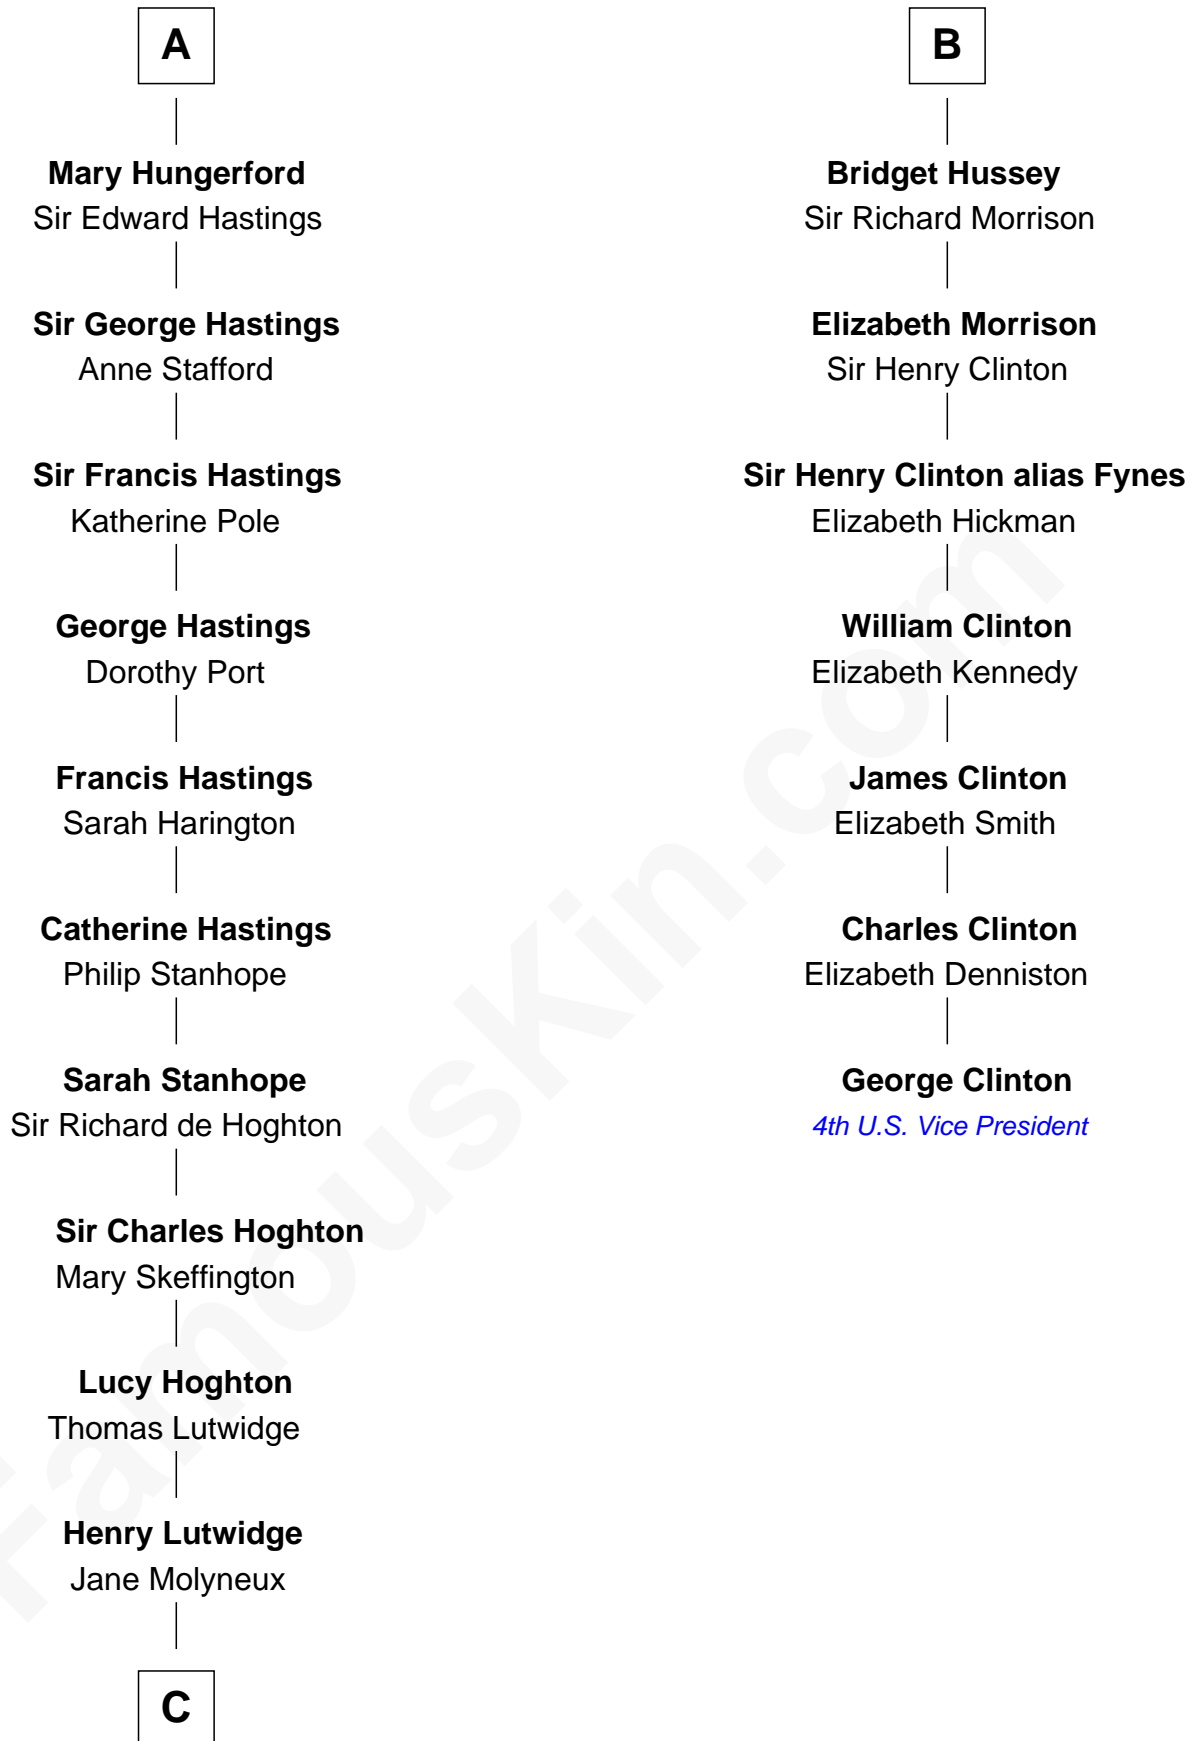 A
Mary Hungerford
Sir Edward Hastings
Sir George Hastings
Anne Stafford
Sir Francis Hastings
Katherine Pole
George Hastings
Dorothy Port
Francis Hastings
Sarah Harington
Catherine Hastings
Philip Stanhope
Sarah Stanhope
Sir Richard de Hoghton
Sir Charles Hoghton
Mary Skeffington
Lucy Hoghton
Thomas Lutwidge
Henry Lutwidge
Jane Molyneux
C
B
Bridget Hussey
Sir Richard Morrison
Elizabeth Morrison
Sir Henry Clinton
Sir Henry Clinton alias Fynes
Elizabeth Hickman
William Clinton
Elizabeth Kennedy
James Clinton
Elizabeth Smith
Charles Clinton
Elizabeth Denniston
George Clinton
4th U.S. Vice President
FamousKin.com